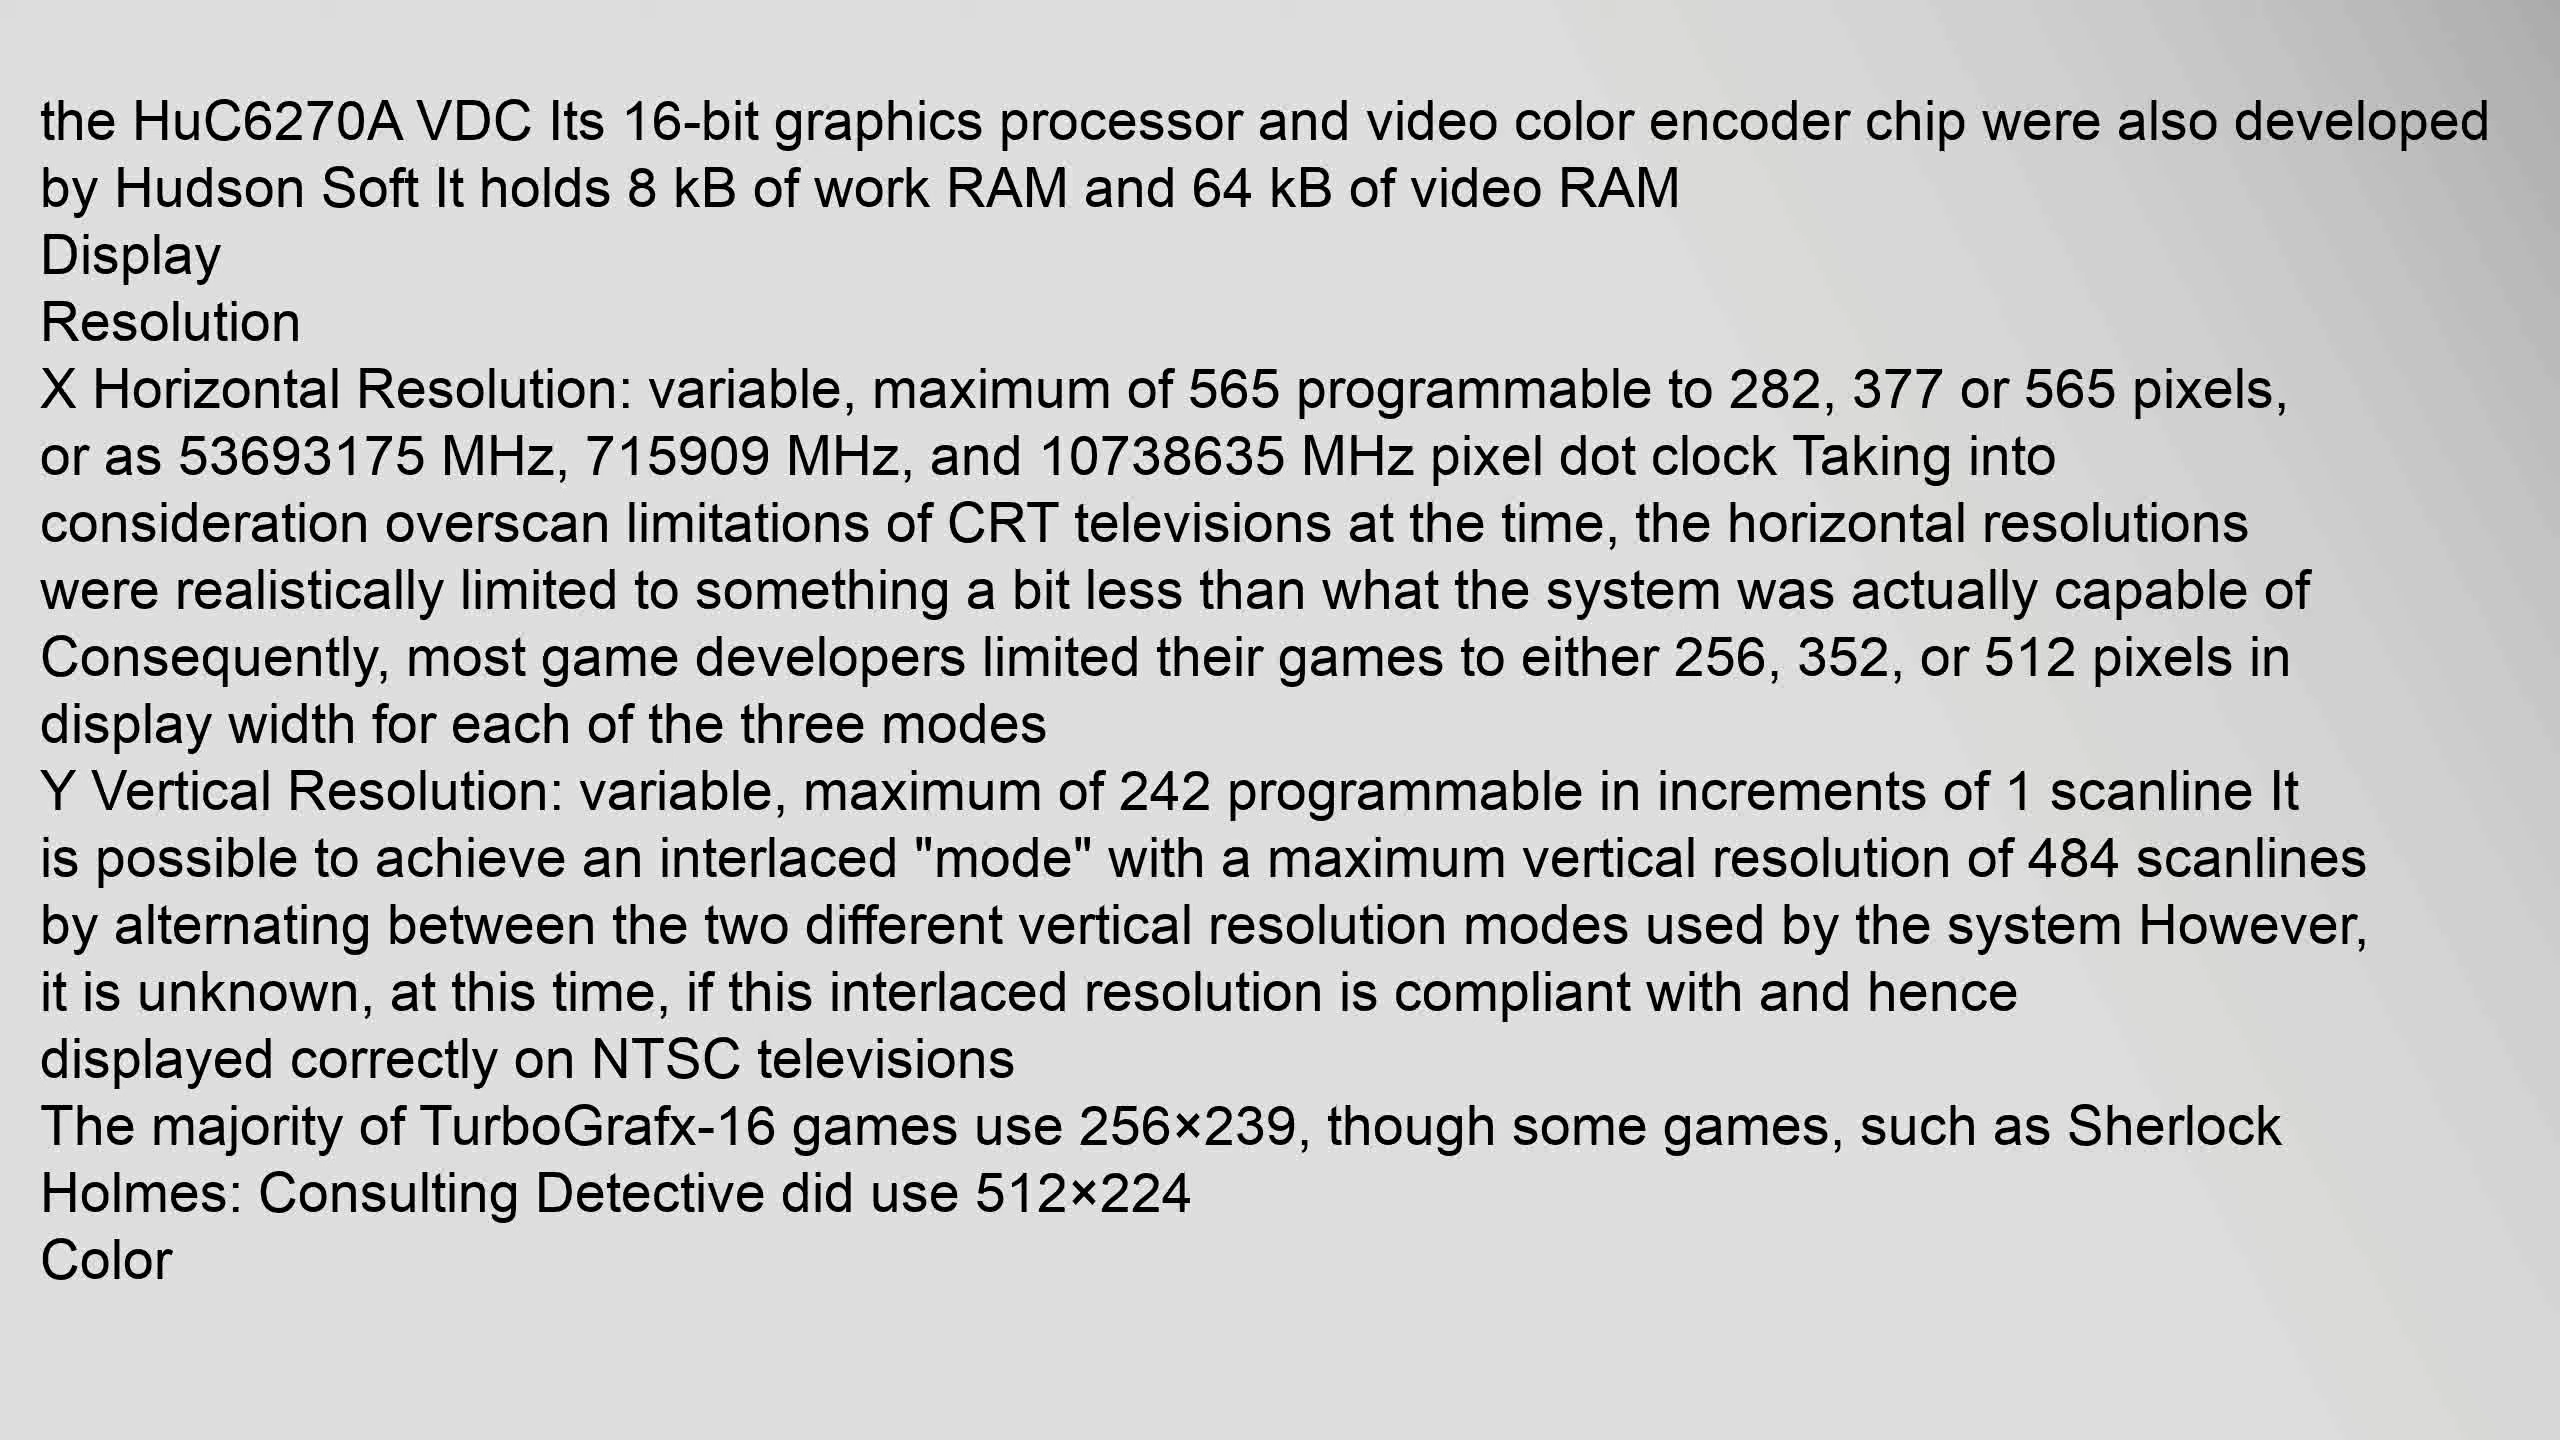 the HuC6270A VDC Its 16-bit graphics processor and video color encoder chip were also developed
by Hudson Soft It holds 8 kB of work RAM and 64 kB of video RAM
Display
Resolution
X Horizontal Resolution: variable, maximum of 565 programmable to 282, 377 or 565 pixels,
or as 53693175 MHz, 715909 MHz, and 10738635 MHz pixel dot clock Taking into
consideration overscan limitations of CRT televisions at the time, the horizontal resolutions
were realistically limited to something a bit less than what the system was actually capable of
Consequently, most game developers limited their games to either 256, 352, or 512 pixels in
display width for each of the three modes
Y Vertical Resolution: variable, maximum of 242 programmable in increments of 1 scanline It
is possible to achieve an interlaced "mode" with a maximum vertical resolution of 484 scanlines
by alternating between the two different vertical resolution modes used by the system However,
it is unknown, at this time, if this interlaced resolution is compliant with and hence
displayed correctly on NTSC televisions
The majority of TurboGrafx-16 games use 256×239, though some games, such as Sherlock
Holmes: Consulting Detective did use 512×224
Color